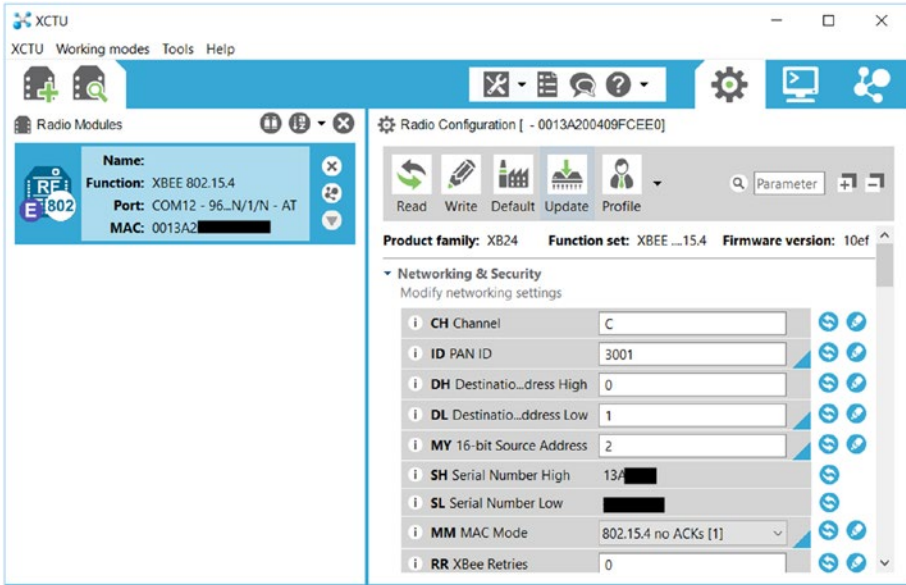 XCTU
XCTU Working modes Tools Help
Radio Modules
Name:
Function: XBEE 802.15.4
Port: COM12 - 96...N/1/N - AT
MAC: 0013A2
RF
E 802
Radio Configuration [ - 0013A200409FCEE0]
Read Write Default Update Profile
Parameter
Product family: XB24 Function set: XBEE ....15.4 Firmware version: 10ef
Networking & Security
Modify networking settings
i CH Channel C
i ID PAN ID 3001
i DH Destinatio...dress High 0
i DL Destinatio...ddress Low 1
i MY 16-bit Source Address 2
i SH Serial Number High 13A
i SL Serial Number Low
i MM MAC Mode 802.15.4 no ACKs [1]
i RR XBee Retries 0